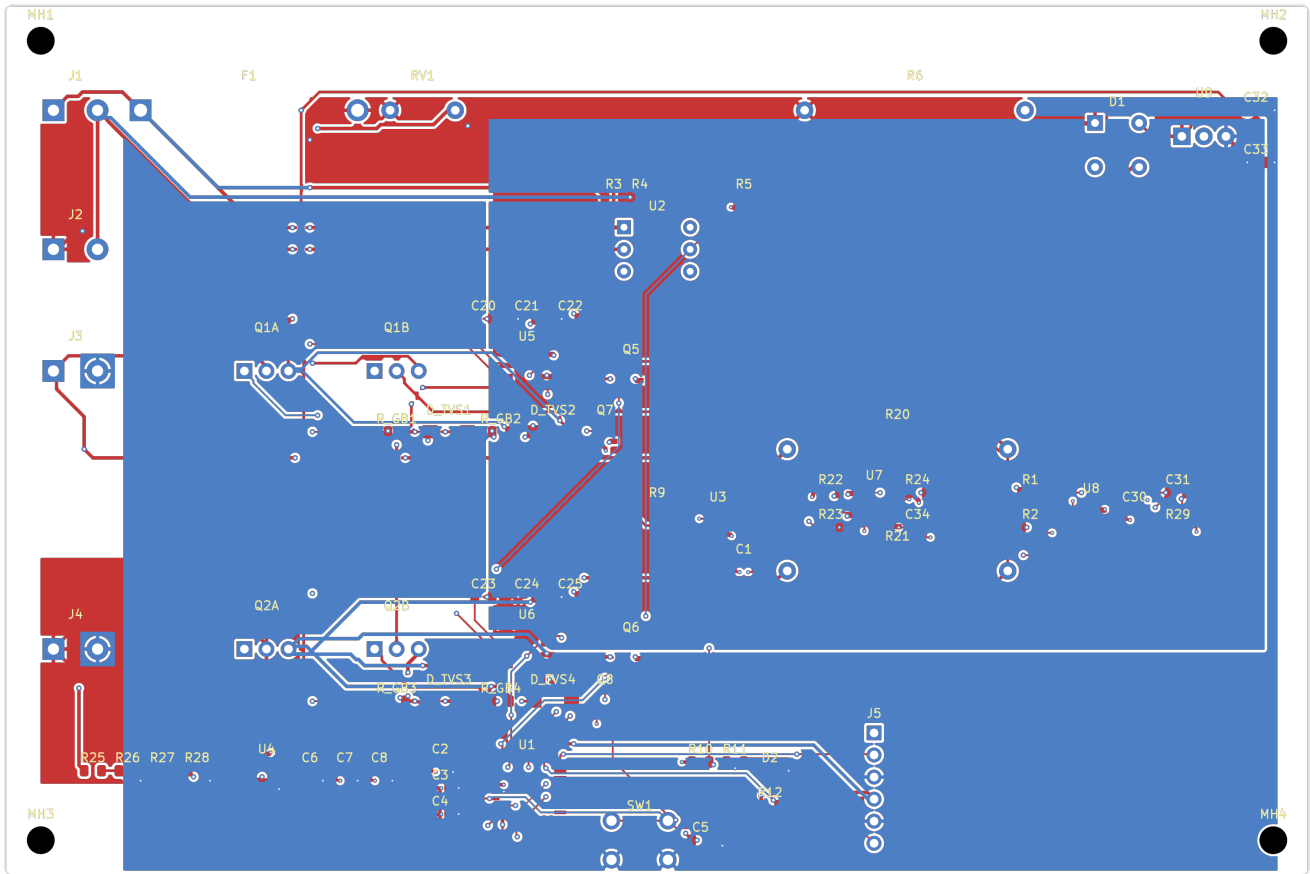 MH1 MH2
J1 F1 RV1 R6
U9 C32
D1
C33
R3 R4 R5
J2 U2
C20 C21 C22
Q1A Q1B
J3 U5
Q5
D_TVS1 D_TVS2 Q7
R_GB1 R_GB2 R20
R22 U7 R24 R1 C31
R9 U3 U8 C30
R23 C34 R2 R29
R21
C1
C23 C24 C25
Q2A Q2B
J4 U6
Q6
D_TVS3 D_TVS4 Q8
R_GB3 R_GB4
J5
U4 C2 U1 R10 R11
R25 R26 R27 R28 C6 C7 C8 D2
C3
R12
C4 SW1
MH3 MH4
C5